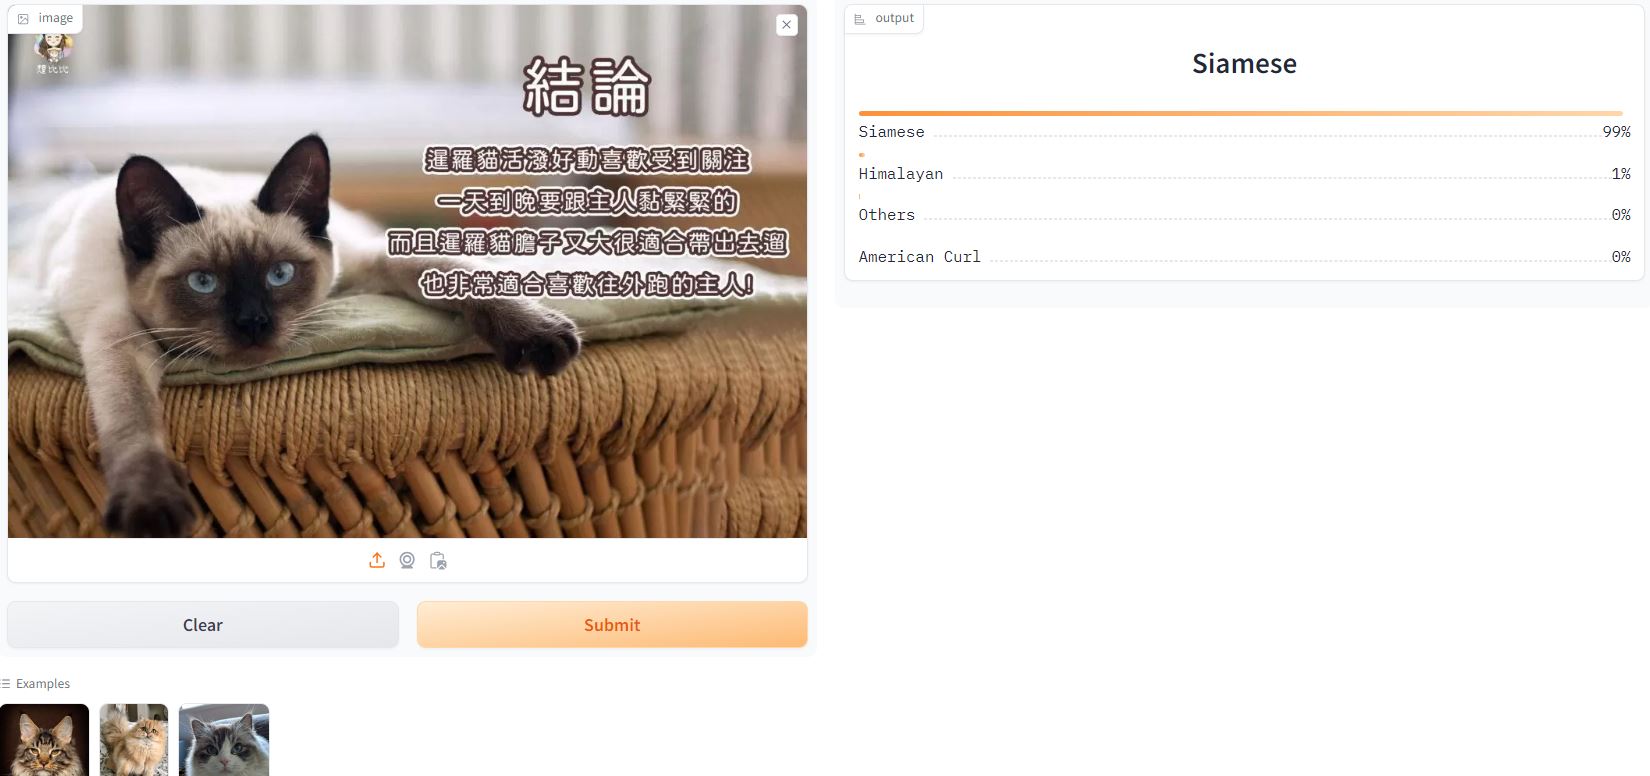 image
想比比
結論
暹羅貓活潑好動喜歡受到關注
一天到晚要跟主人黏緊緊的
而且暹羅貓膽子又大很適合帶出去遛
也非常適合喜歡往外跑的主人!
Clear
Submit
Examples
output
Siamese
Siamese 99%
Himalayan 1%
Others 0%
American Curl 0%